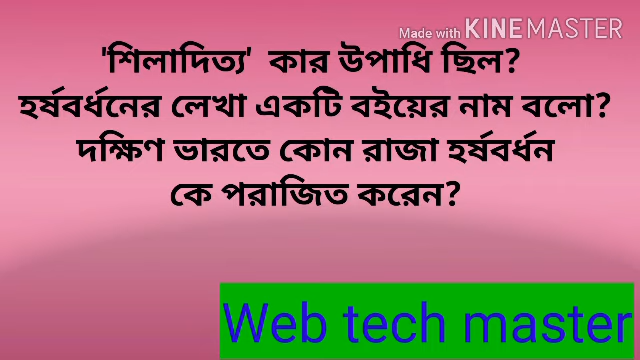 Made with KINEMASTER
'শিলাদিত্য' কার উপাধি ছিল?
হর্ষবর্ধনের লেখা একটি বইয়ের নাম বলো?
দক্ষিণ ভারতে কোন রাজা হর্ষবর্ধন
কে পরাজিত করেন?
Web tech master